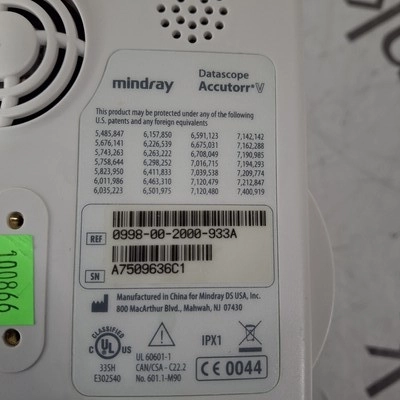 mindray
Datascope
Accutorr® V
This product may be protected under any of the following
U.S. patents and any foreign equivalents
5,485,847 6,157,850 6,591,123 7,142,142
5,676,141 6,226,539 6,675,031 7,162,288
5,743,263 6,263,222 6,708,049 7,190,985
5,758,644 6,298,252 7,016,715 7,194,293
5,823,950 6,411,833 7,039,538 7,209,774
6,011,986 6,463,310 7,120,479 7,212,847
6,035,223 6,501,975 7,120,480 7,400,919
REF 0998-00-2000-933A
SN A7509636C1
Manufactured in China for Mindray DS USA, Inc.
800 MacArthur Blvd., Mahwah, NJ 07430
CLASSIFIED
C UL US
33SH
E302540
UL 60601-1
CAN/CSA - C22.2
No. 601.1-M90
IPX1
CE 0044
100866